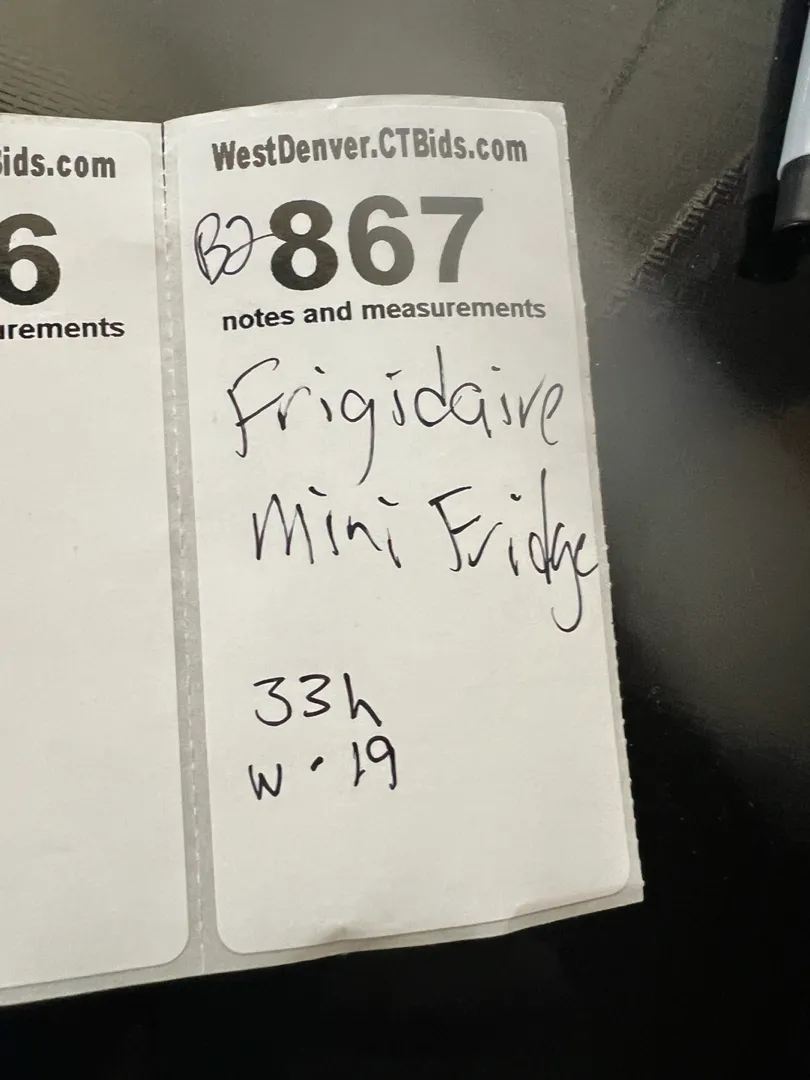 ids.com
6
urements
WestDenver.CTBids.com
B2 867
notes and measurements
Frigidaire
Mini Fridge
33h
W • 19